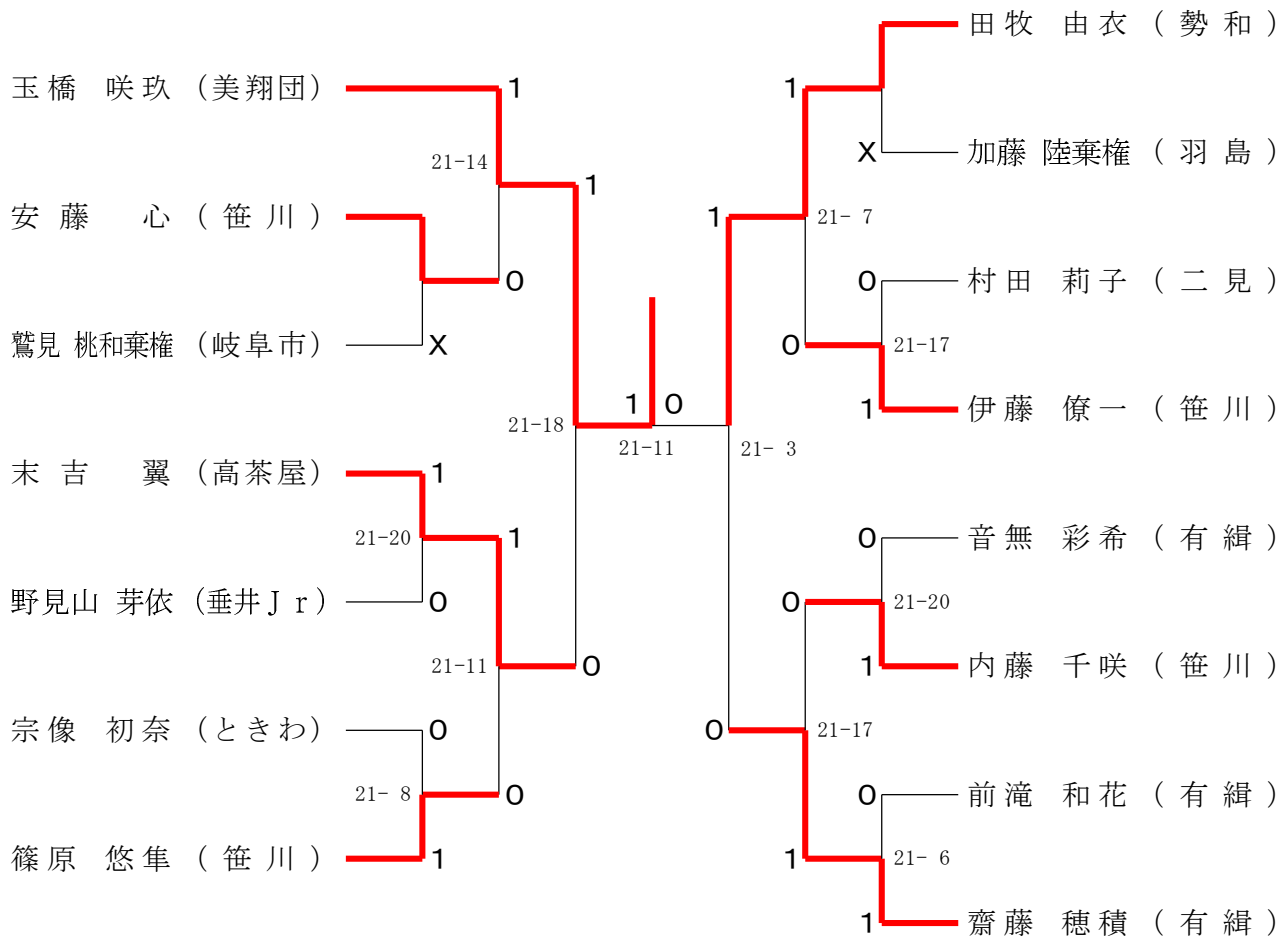 玉橋 咲玖 （美翔団） 1
21-14
1
安藤 心 （笹川）
0
鷲見 桃和棄権 （岐阜市） X
21-18
末吉 翼 （高茶屋） 1
21-20
1
野見山 芽依 （垂井Ｊｒ） 0
21-11
0
宗像 初奈 （ときわ） 0
21- 8
0
篠原 悠隼 （笹川） 1
1 0
21-11
田牧 由衣 （勢和）
1
X 加藤 陸棄権 （羽島）
1
21- 7
0 村田 莉子 （二見）
0
21-17
1 伊藤 僚一 （笹川）
21- 3
0 音無 彩希 （有緝）
0
21-20
1 内藤 千咲 （笹川）
0
21-17
0 前滝 和花 （有緝）
1
21- 6
1 齋藤 穂積 （有緝）